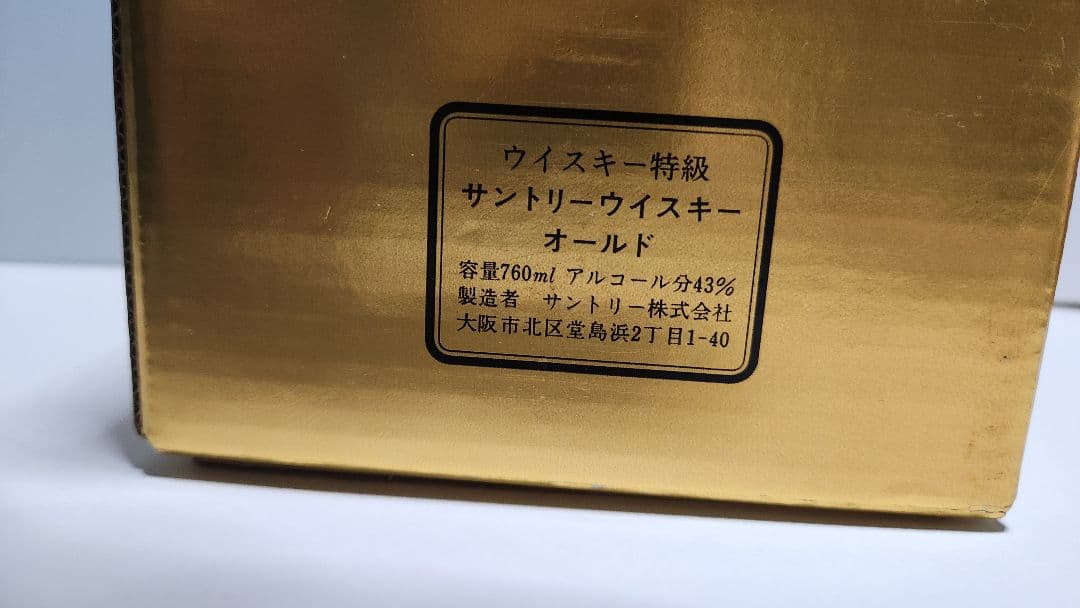 ウイスキー特級
サントリーウイスキー
オールド
容量760ml アルコール分43%
製造者 サントリー株式会社
大阪市北区堂島浜2丁目1-40